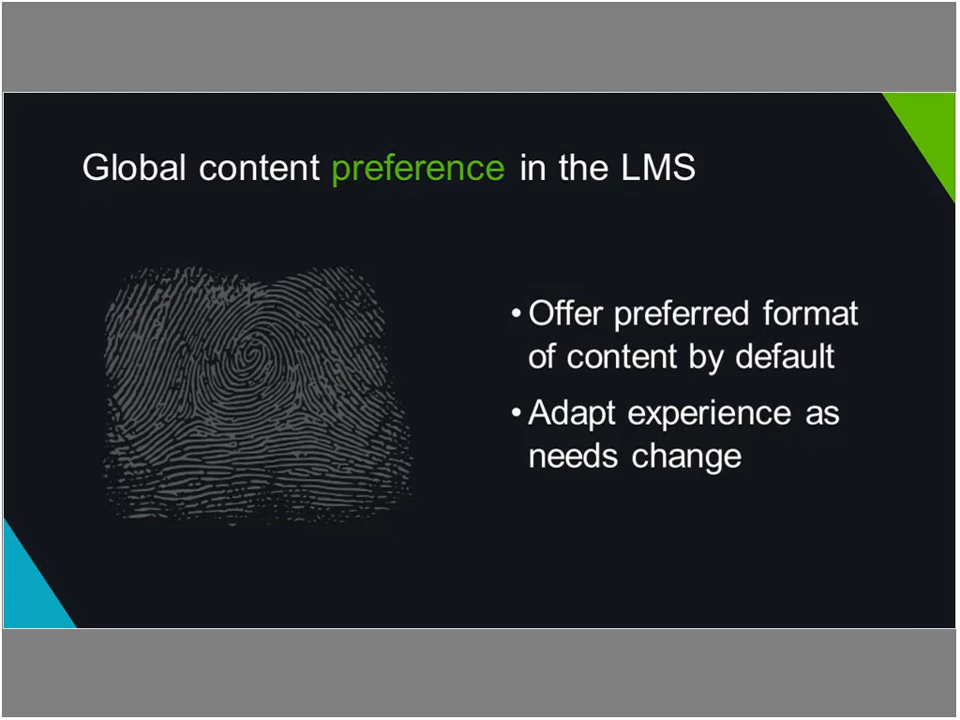 Global content preference in the LMS
• Offer preferred format
of content by default
• Adapt experience as
needs change